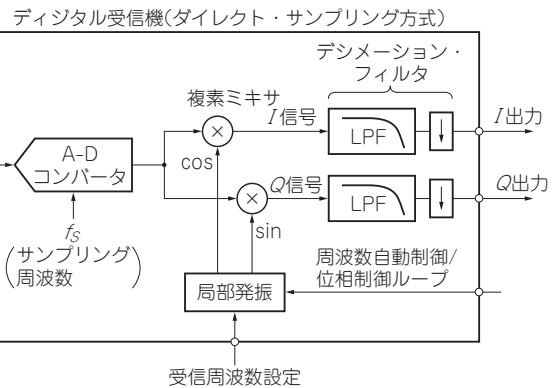 ディジタル受信機(ダイレクト・サンプリング方式)
デシメーション・
フィルタ
複素ミキサ
I信号
I出力
LPF
A-D
コンバータ
cos
Q信号
Q出力
LPF
sin
fS
(サンプリング
周波数)
周波数自動制御/
位相制御ループ
局部発振
受信周波数設定